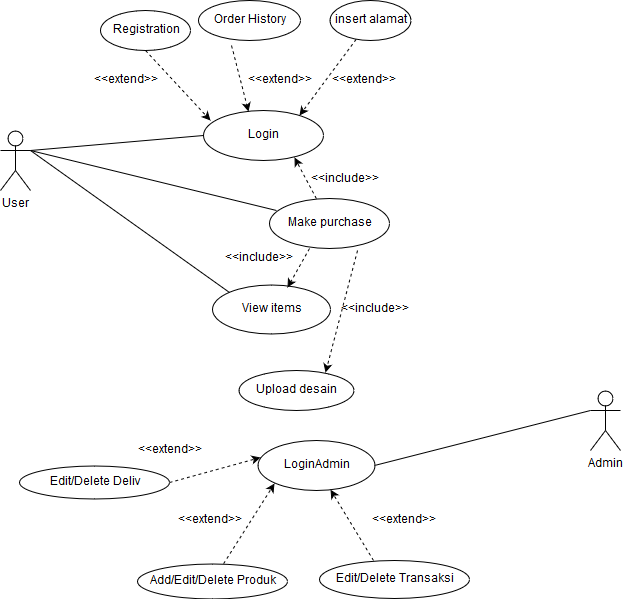 Registration
Order History
insert alamat
<<extend>>
<<extend>>
<<extend>>
Login
<<include>>
User
Make purchase
<<include>>
View items
<<include>>
Upload desain
<<extend>>
LoginAdmin
Admin
Edit/Delete Deliv
<<extend>>
<<extend>>
Add/Edit/Delete Produk
Edit/Delete Transaksi